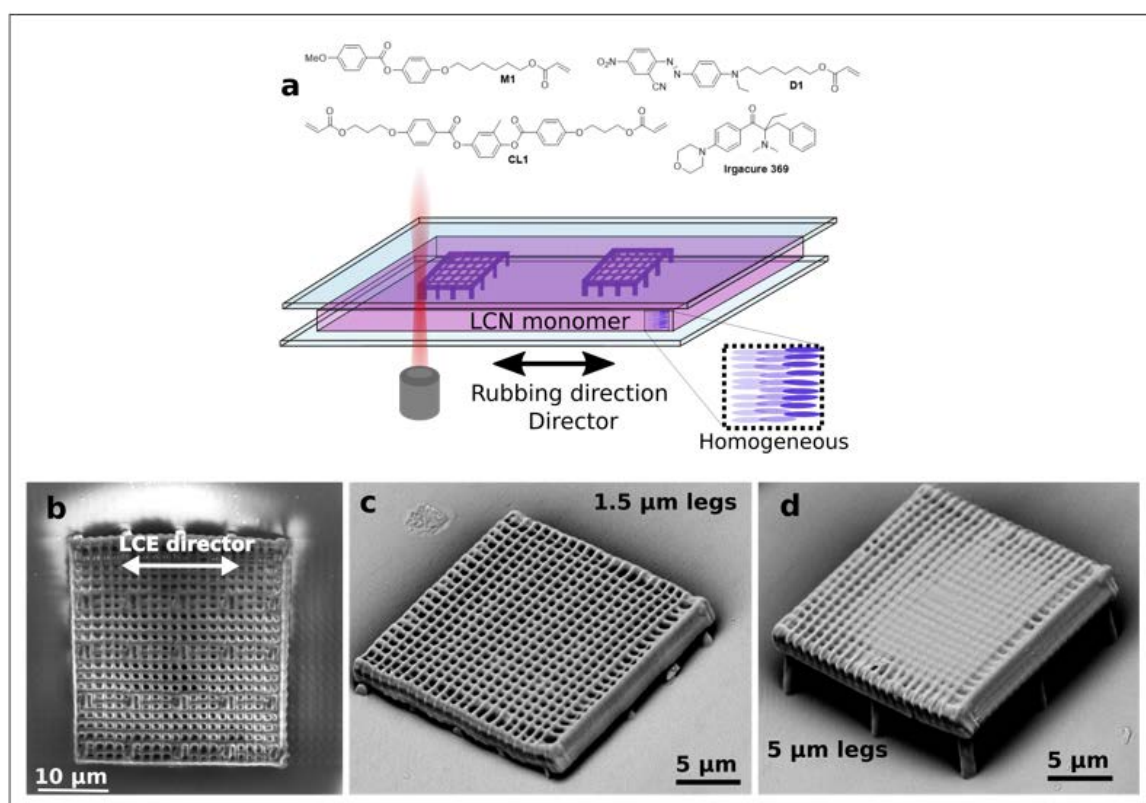 a
MeO
O
O
O
O
O
M1
O₂N
N
N
CN
N
O
O
D1
O
O
O
O
O
O
O
O
O
O
CL1
O
N
N
O
Irgacure 369
LCN monomer
Rubbing direction
Director
Homogeneous
b
LCE director
10 µm
c
1.5 µm legs
5 µm
d
5 µm legs
5 µm